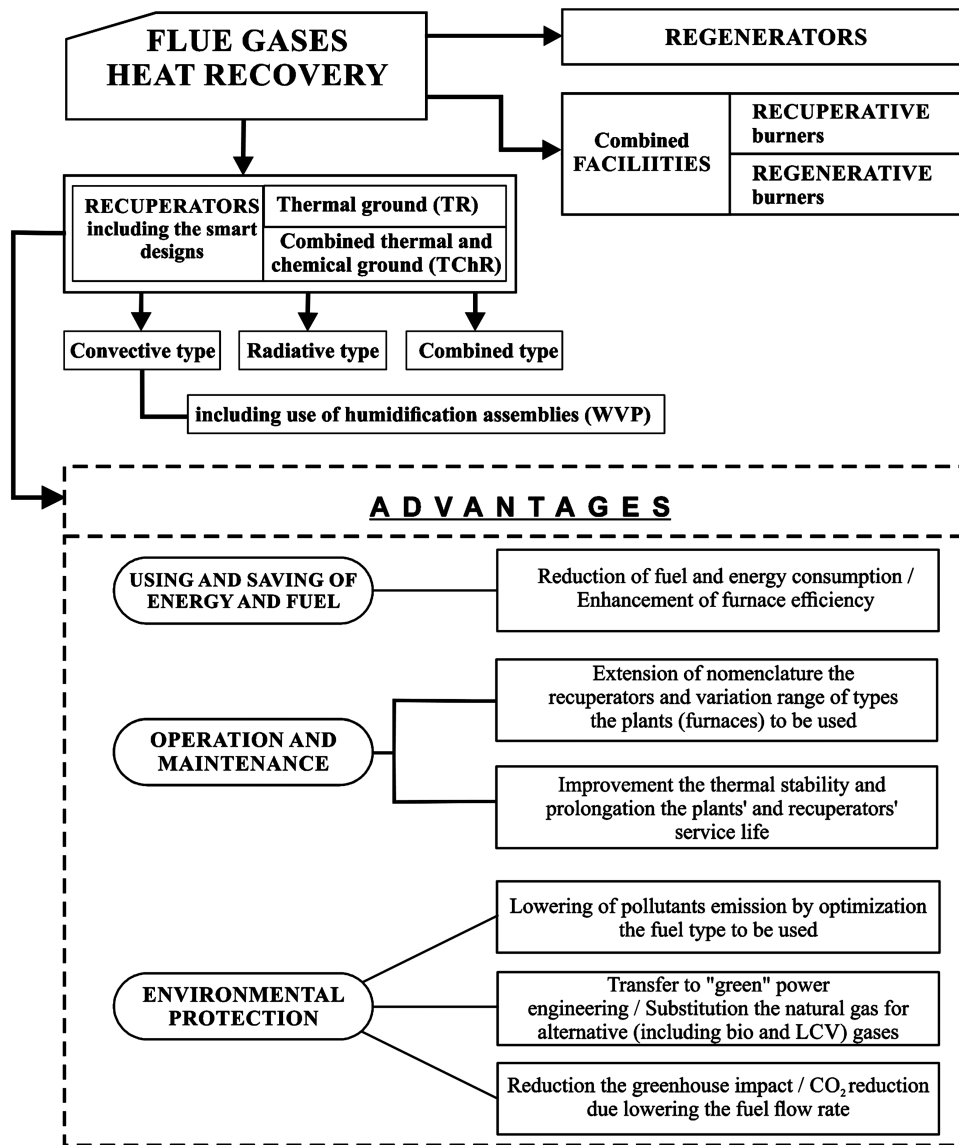 FLUE GASES
HEAT RECOVERY
REGENERATORS
Combined
FACILIITIES
RECUPERATIVE
burners
REGENERATIVE
burners
RECUPERATORS
including the smart
designs
Thermal ground (TR)
Combined thermal and
chemical ground (TChR)
Convective type
Radiative type
Combined type
including use of humidification assemblies (WVP)
ADVANTAGES
USING AND SAVING OF
ENERGY AND FUEL
Reduction of fuel and energy consumption /
Enhancement of furnace efficiency
OPERATION AND
MAINTENANCE
Extension of nomenclature the
recuperators and variation range of types
the plants (furnaces) to be used
Improvement the thermal stability and
prolongation the plants' and recuperators'
service life
ENVIRONMENTAL
PROTECTION
Lowering of pollutants emission by optimization
the fuel type to be used
Transfer to "green" power
engineering / Substitution the natural gas for
alternative (including bio and LCV) gases
Reduction the greenhouse impact / CO₂ reduction
due lowering the fuel flow rate